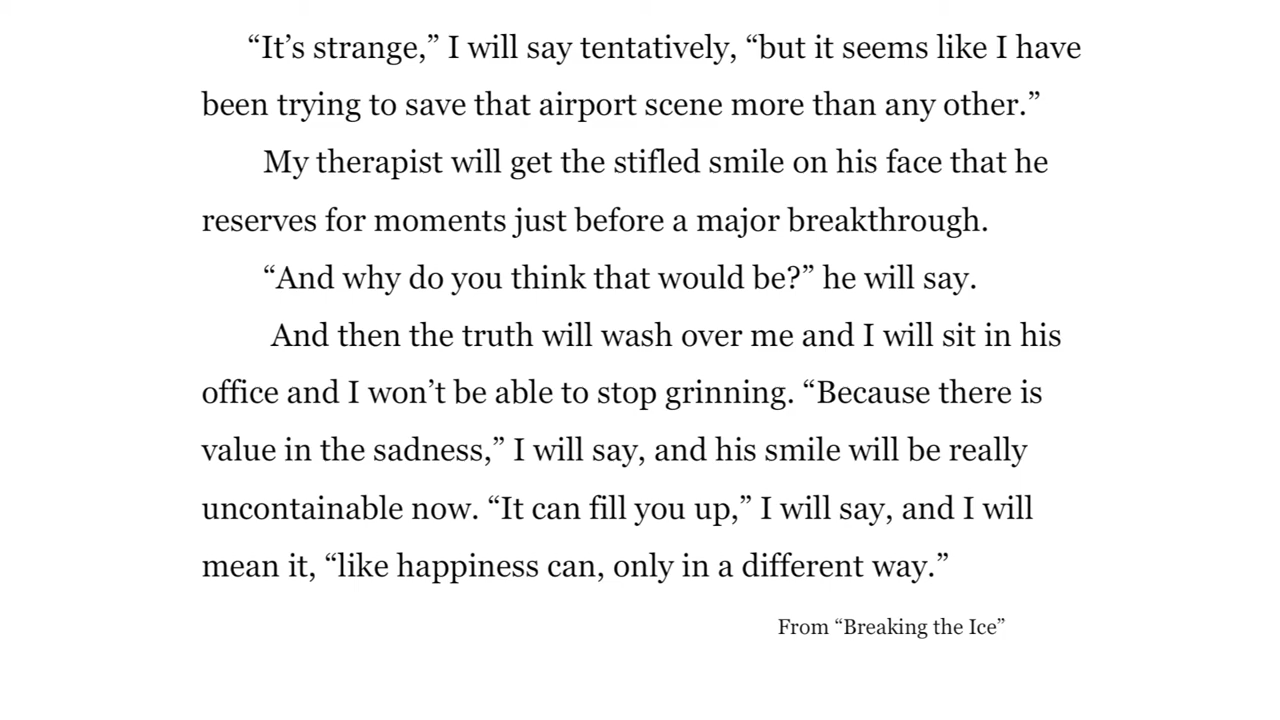 “It’s strange,” I will say tentatively, “but it seems like I have
been trying to save that airport scene more than any other.”
My therapist will get the stifled smile on his face that he
reserves for moments just before a major breakthrough.
“And why do you think that would be?” he will say.
And then the truth will wash over me and I will sit in his
office and I won’t be able to stop grinning. “Because there is
value in the sadness,” I will say, and his smile will be really
uncontainable now. “It can fill you up,” I will say, and I will
mean it, “like happiness can, only in a different way.”
From “Breaking the Ice”